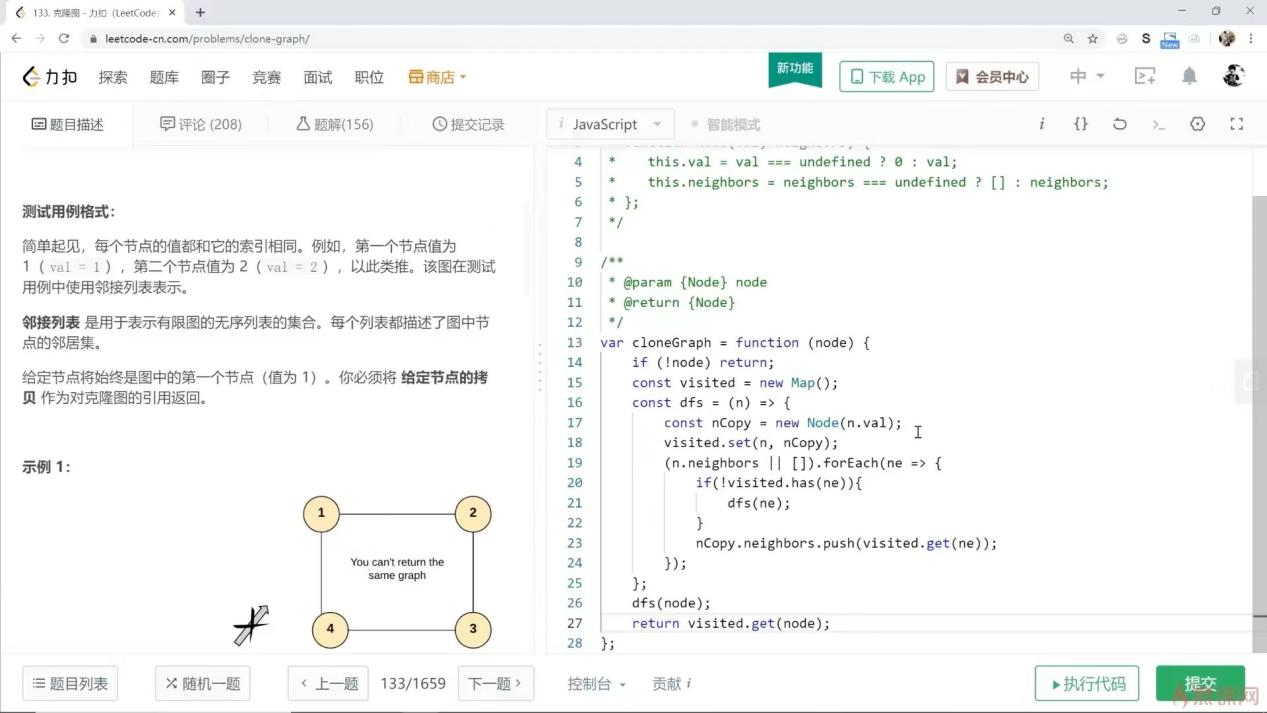 133. 克隆图 - 力扣（LeetCode）
leetcode-cn.com/problems/clone-graph/
S
New
力扣 探索 题库 圈子 竞赛 面试 职位 商店 新功能 下载 App 会员中心 中
题目描述 评论 (208) 题解(156) 提交记录
i JavaScript 智能模式 i {}
测试用例格式：
简单起见，每个节点的值都和它的索引相同。例如，第一个节点值为
1（val = 1），第二个节点值为 2（val = 2），以此类推。该图在测试
用例中使用邻接列表表示。
邻接列表 是用于表示有限图的无序列表的集合。每个列表都描述了图中节
点的邻居集。
给定节点将始终是图中的第一个节点（值为 1）。你必须将 给定节点的拷
贝 作为对克隆图的引用返回。
示例 1：
1
2
You can't return the
same graph
4
3
4 *    this.val = val === undefined ? 0 : val;
5 *    this.neighbors = neighbors === undefined ? [] : neighbors;
6 * };
7 */
8
9 /**
10 * @param {Node} node
11 * @return {Node}
12 */
13 var cloneGraph = function (node) {
14     if (!node) return;
15     const visited = new Map();
16     const dfs = (n) => {
17         const nCopy = new Node(n.val);
18         visited.set(n, nCopy);
19         (n.neighbors || []).forEach(ne => {
20             if(!visited.has(ne)){
21                 dfs(ne);
22             }
23             nCopy.neighbors.push(visited.get(ne));
24         });
25     };
26     dfs(node);
27     return visited.get(node);
28 };
题目列表 随机一题 上一题 133/1659 下一题 控制台 贡献 i 执行代码 提交
慕课网